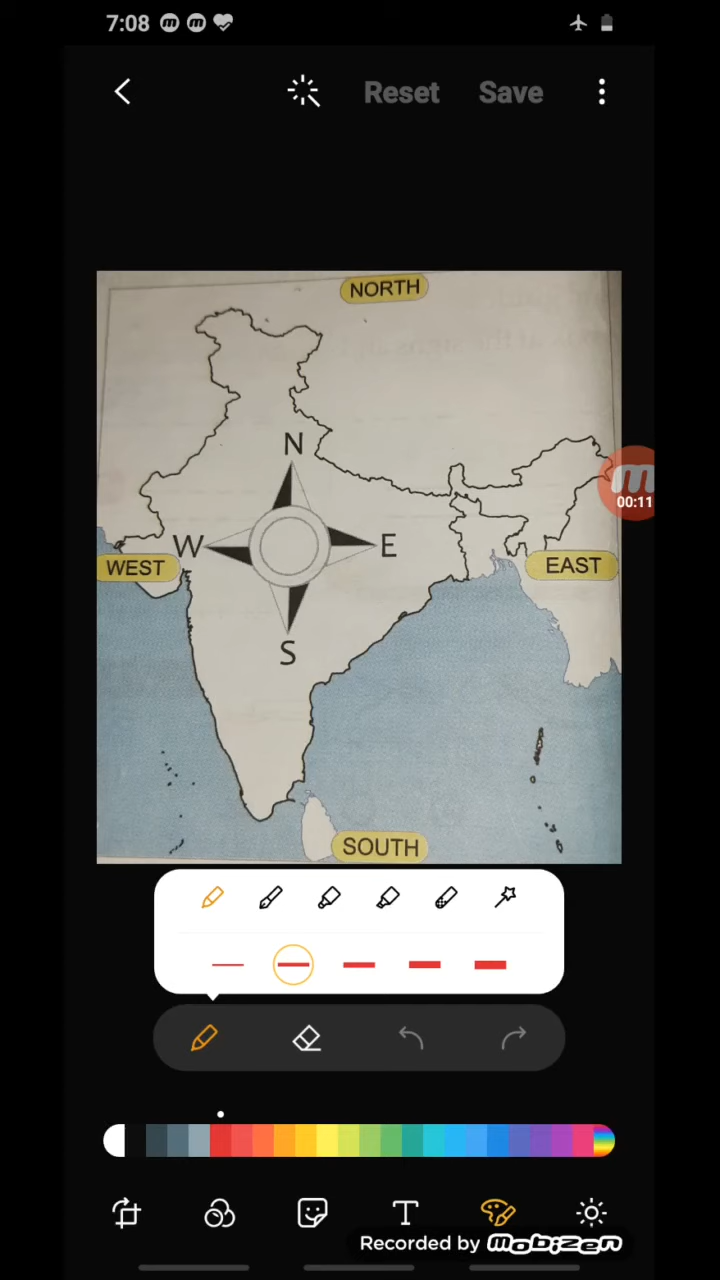 7:08
Reset Save
NORTH
N
W E
00:11
WEST EAST
S
SOUTH
T
Recorded by mobizen